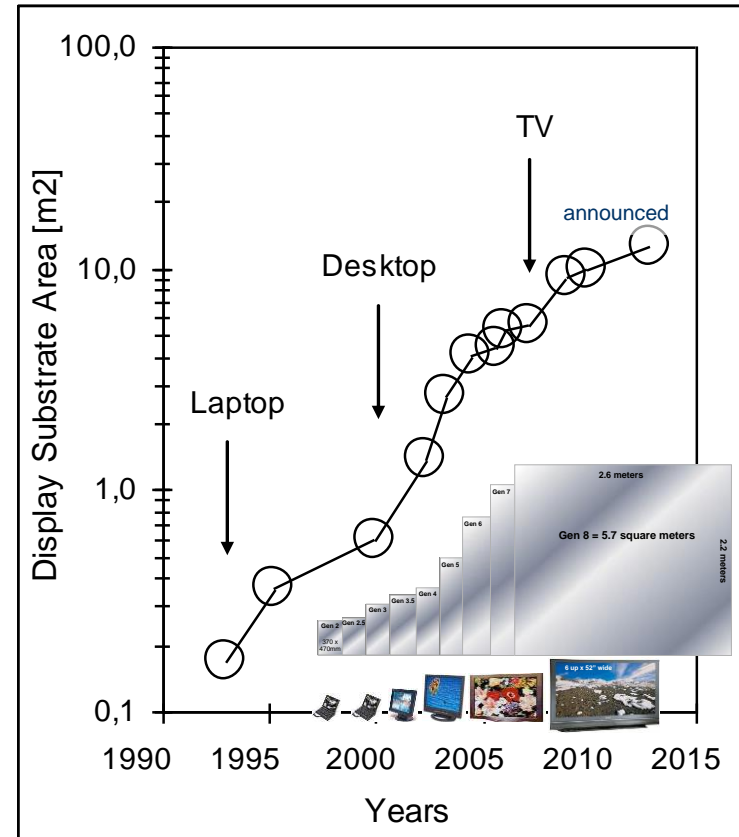 100,0
10,0
1,0
0,1
Display Substrate Area [m2]
TV
announced
Desktop
Laptop
2.6 meters
Gen 8 = 5.7 square meters
2.2 meters
Gen 7
Gen 6
Gen 5
Gen 4
Gen 3.5
Gen 3
Gen 2.5
Gen 2
370 x
470mm
6 up x 52" wide
1990 1995 2000 2005 2010 2015
Years